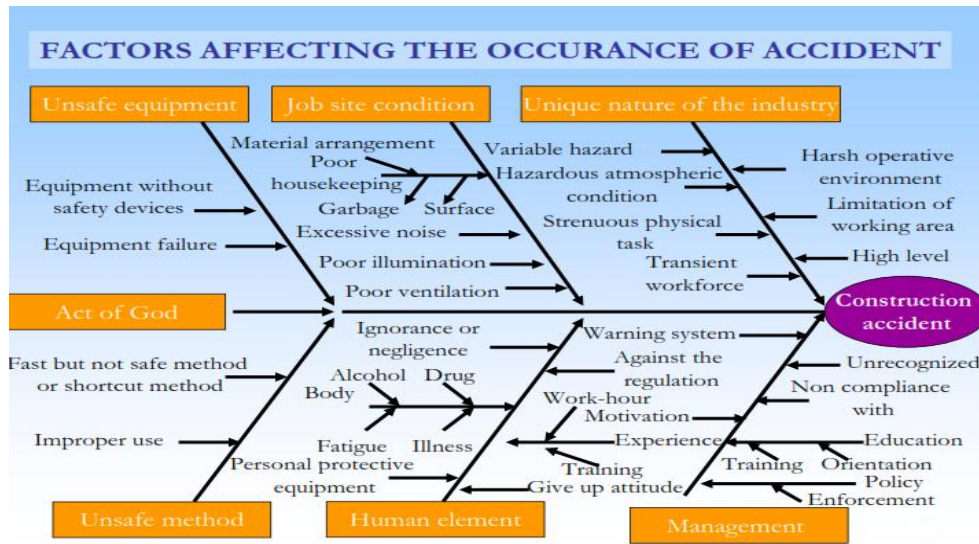 FACTORS AFFECTING THE OCCURANCE OF ACCIDENT
Unsafe equipment
Job site condition
Unique nature of the industry
Equipment without
safety devices
Equipment failure
Material arrangement
Poor
housekeeping
Garbage
Surface
Excessive noise
Poor illumination
Poor ventilation
Variable hazard
Hazardous atmospheric
condition
Strenuous physical
task
Transient
workforce
Harsh operative
environment
Limitation of
working area
High level
Act of God
Construction
accident
Fast but not safe method
or shortcut method
Improper use
Ignorance or
negligence
Alcohol
Drug
Body
Fatigue
Illness
Personal protective
equipment
Against the
regulation
Work-hour
Experience
Training
Give up attitude
Warning system
Unrecognized
Non compliance
with
Motivation
Education
Training
Orientation
Policy
Enforcement
Unsafe method
Human element
Management